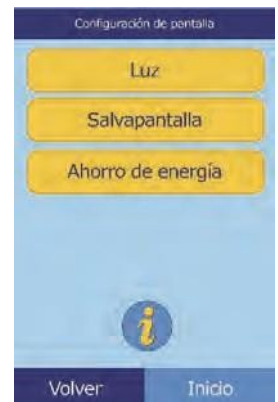 Configuración de pantalla
Luz
Salvapantalla
Ahorro de energía
i
Volver Inicio